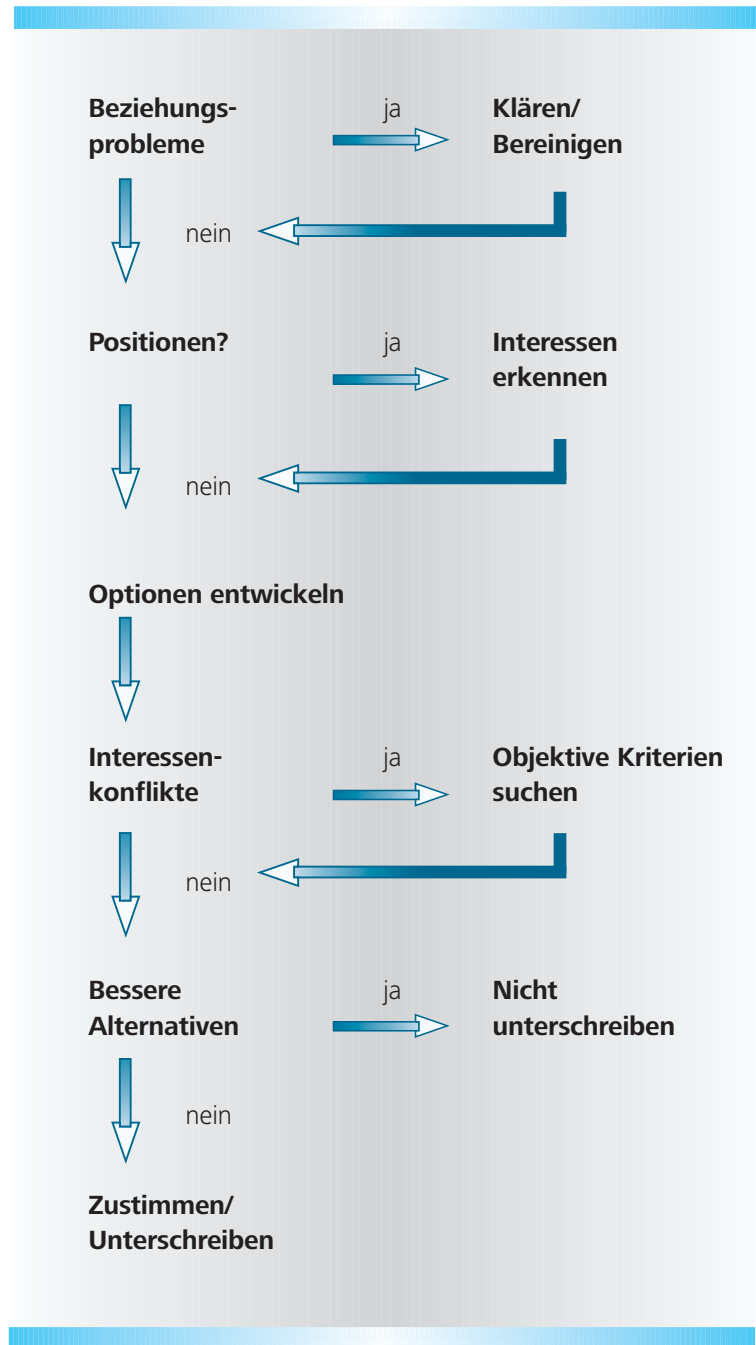 Beziehungs-
probleme
ja
Klären/
Bereinigen
nein
Positionen?
ja
Interessen
erkennen
nein
Optionen entwickeln
Interessen-
konflikte
ja
Objektive Kriterien
suchen
nein
Bessere
Alternativen
ja
Nicht
unterschreiben
nein
Zustimmen/
Unterschreiben